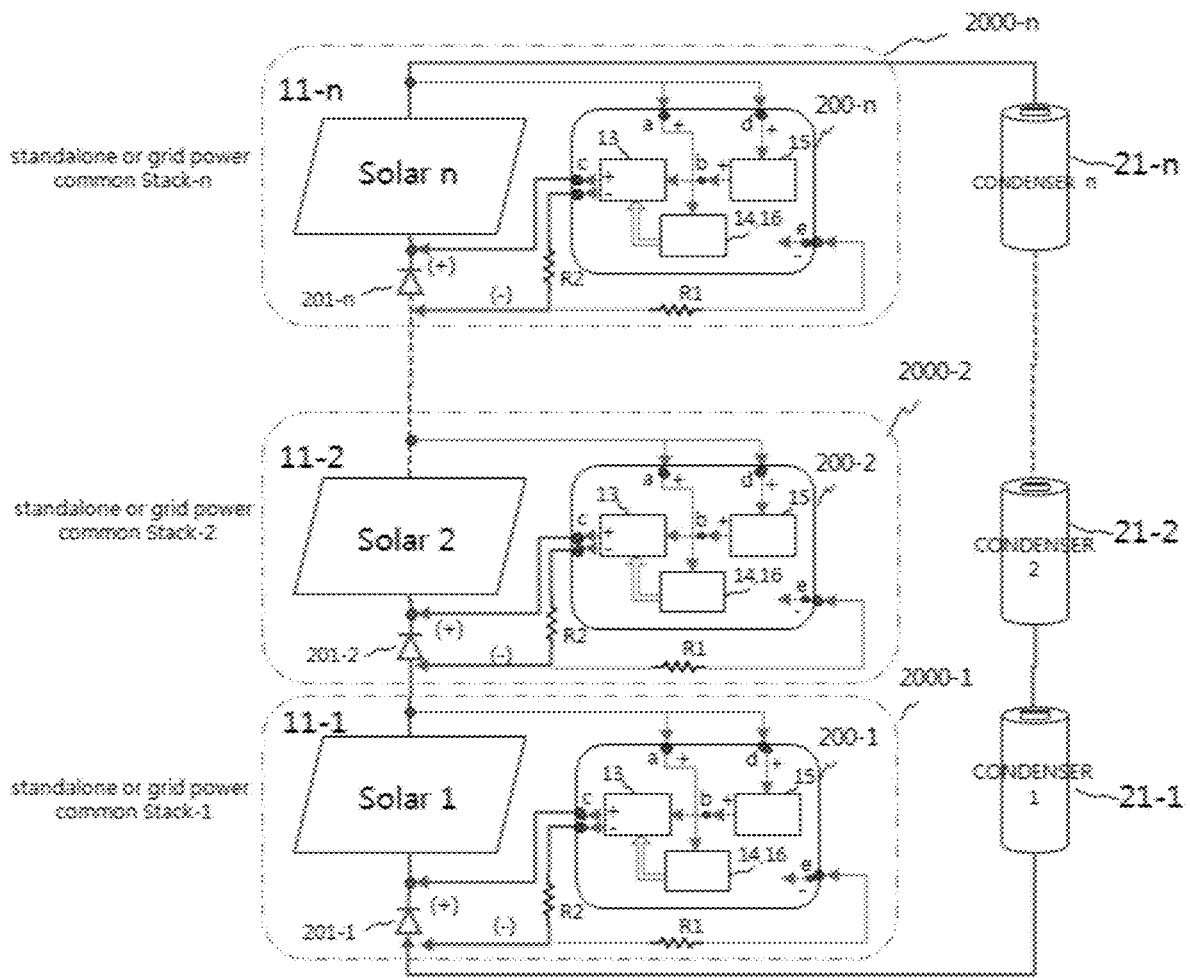 2000-n
11-n
200-n
a + d +
13
15
standalone or grid power
common Stack-n
Solar n
c + -
b +
CONDENSER n
21-n
14,16
e -
(+)
R2
201-n
(-)
R1
2000-2
11-2
200-2
a + d +
13
15
standalone or grid power
common Stack-2
Solar 2
c + -
b +
CONDENSER
2
21-2
14,16
e -
(+)
R2
201-2
(-)
R1
2000-1
11-1
200-1
a + d +
13
15
standalone or grid power
common Stack-1
Solar 1
c + -
b +
CONDENSER
1
21-1
14,16
e -
(+)
R2
201-1
(-)
R1